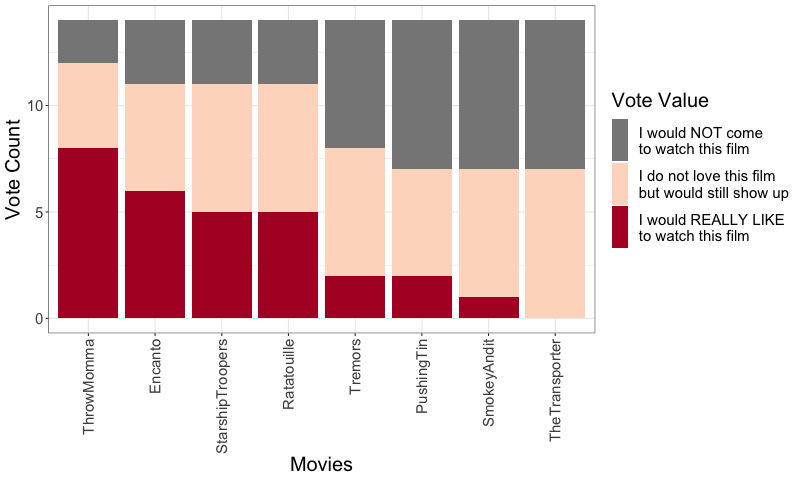 Vote Count
10
5
0
ThrowMomma
Encanto
StarshipTroopers
Ratatouille
Tremors
PushingTin
SmokeyAndit
TheTransporter
Movies
Vote Value
I would NOT come
to watch this film
I do not love this film
but would still show up
I would REALLY LIKE
to watch this film